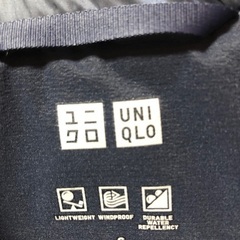 ユニ UNI
クロ QLO
LIGHTWEIGHT WINDPROOF DURABLE
WATER
REPELLENCY